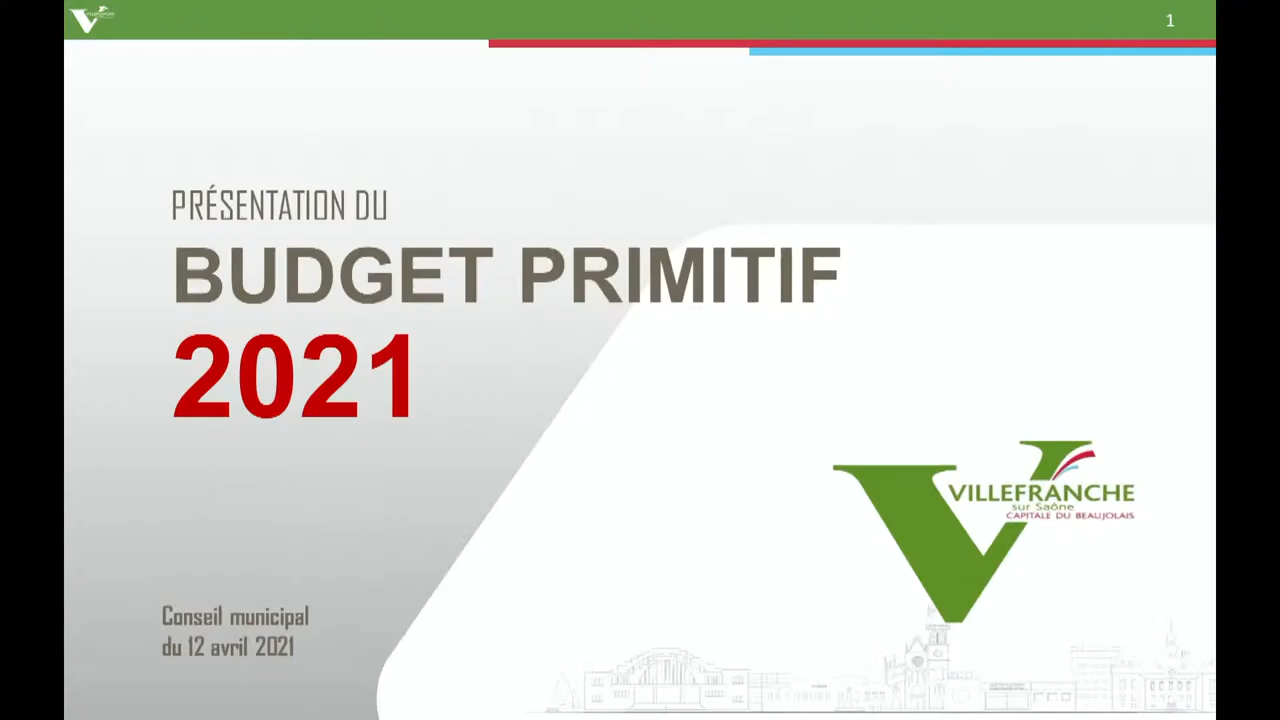 1
PRÉSENTATION DU
BUDGET PRIMITIF
2021
VILLEFRANCHE
sur Saône
CAPITALE DU BEAUJOLAIS
Conseil municipal
du 12 avril 2021